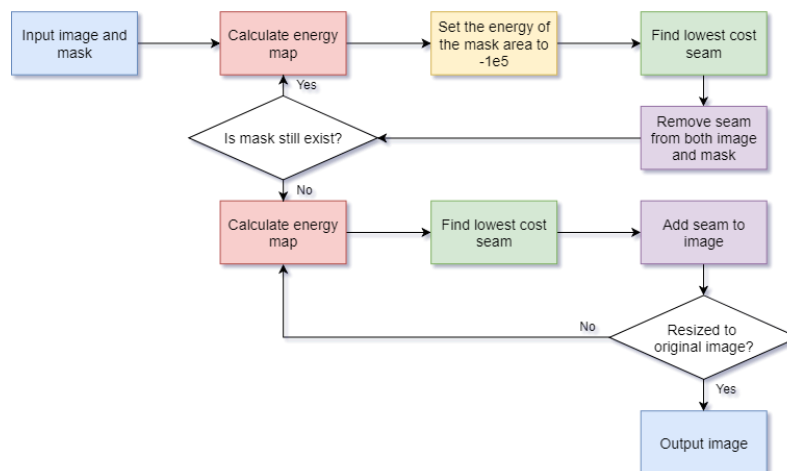 Input image and
mask
Calculate energy
map
Set the energy of
the mask area to
-1e5
Find lowest cost
seam
Yes
Is mask still exist?
Remove seam
from both image
and mask
No
Calculate energy
map
Find lowest cost
seam
Add seam to
image
No
Resized to
original image?
Yes
Output image